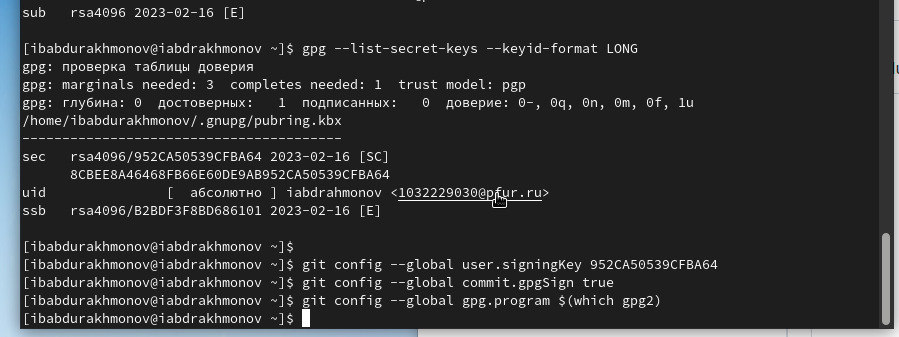 sub   rsa4096 2023-02-16 [E]
[ibabdurakhmonov@iabdrakhmonov ~]$ gpg --list-secret-keys --keyid-format LONG
gpg: проверка таблицы доверия
gpg: marginals needed: 3  completes needed: 1  trust model: pgp
gpg: глубина: 0  достоверных:   1  подписанных:   0  доверие: 0-, 0q, 0n, 0m, 0f, 1u
/home/ibabdurakhmonov/.gnupg/pubring.kbx
----------------------------------------
sec   rsa4096/952CA50539CFBA64 2023-02-16 [SC]
      8CBEE8A46468FB66E60DE9AB952CA50539CFBA64
uid               [  абсолютно ] iabdrahmonov <1032229030@pfur.ru>
ssb   rsa4096/B2BDF3F8BD686101 2023-02-16 [E]
[ibabdurakhmonov@iabdrakhmonov ~]$
[ibabdurakhmonov@iabdrakhmonov ~]$ git config --global user.signingKey 952CA50539CFBA64
[ibabdurakhmonov@iabdrakhmonov ~]$ git config --global commit.gpgSign true
[ibabdurakhmonov@iabdrakhmonov ~]$ git config --global gpg.program $(which gpg2)
[ibabdurakhmonov@iabdrakhmonov ~]$